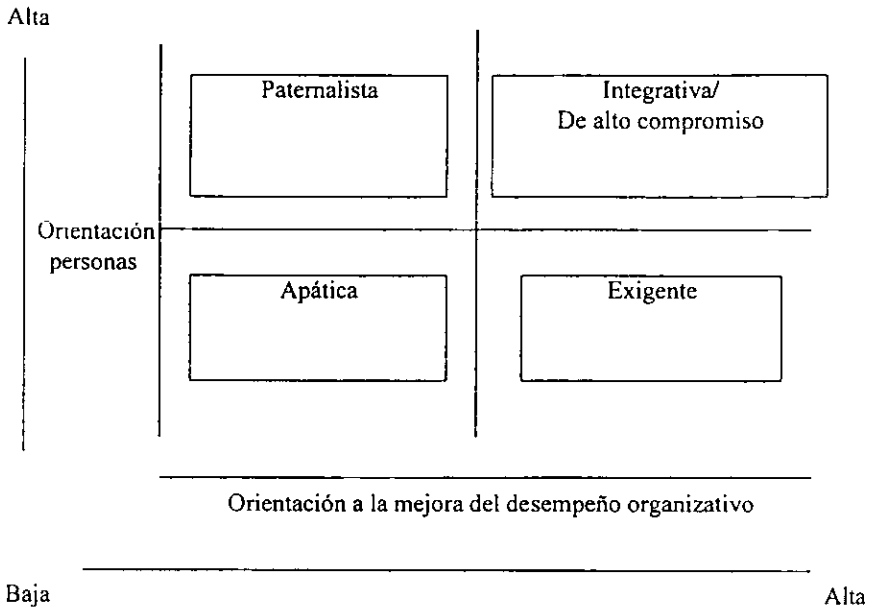 Alta
Paternalista
Integrativa/
De alto compromiso
Orientación
personas
Apática
Exigente
Orientación a la mejora del desempeño organizativo
Baja
Alta